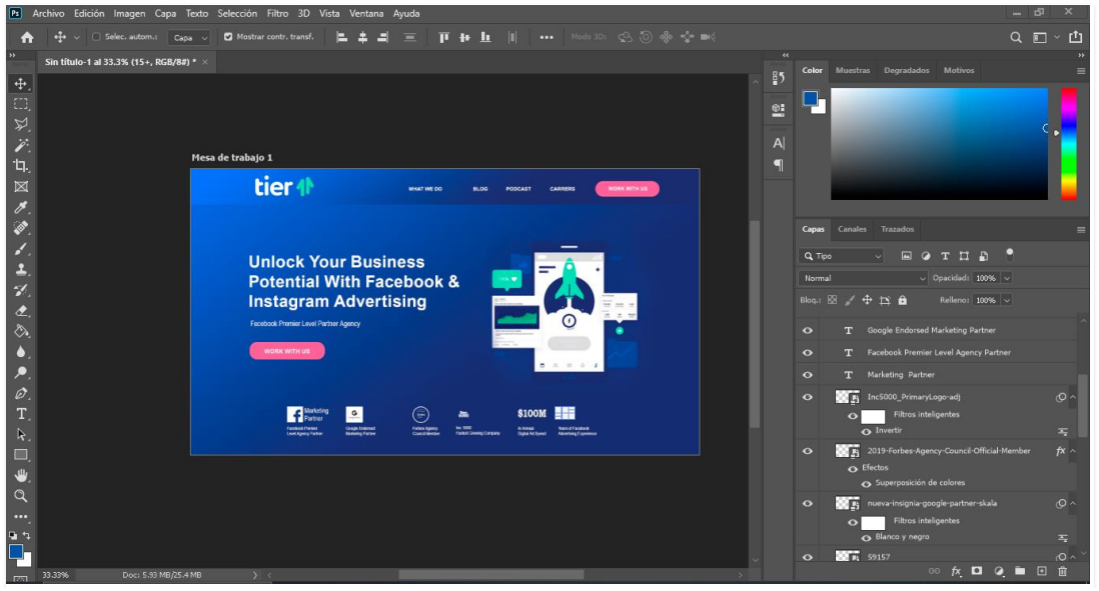 Ps Archivo Edición Imagen Capa Texto Selección Filtro 3D Vista Ventana Ayuda
Selec. autom.: Capa Mostrar contr. transf. Modo 3D:
Sin título-1 al 33.3% (15+, RGB/8#) * ×
Color Muestras Degradados Motivos
Mesa de trabajo 1
tier
WHAT WE DO BLOG PODCAST CARRERS WORK WITH US
Unlock Your Business
Potential With Facebook &
Instagram Advertising
Facebook Premier Level Partner Agency
WORK WITH US
Marketing
Partner
$100M
Facebook Premier
Level Agency Partner
Google Endorsed
Marketing Partner
Forbes Agency
Council Member
Inc. 5000
Fastest Growing Company
In Annual
Digital Ad Spend
Years of Facebook
Advertising Experience
Capas Canales Trazados
Tipo
Normal Opacidad: 100%
Bloq.: Relleno: 100%
T Google Endorsed Marketing Partner
T Facebook Premier Level Agency Partner
T Marketing Partner
Inc5000_PrimaryLogo-adj
Filtros inteligentes
Invertir
2019-Forbes-Agency-Council-Official-Member fx
Efectos
Superposición de colores
nueva-insignia-google-partner-skala
Filtros inteligentes
Blanco y negro
59157
33.33% Doc: 5.93 MB/25.4 MB